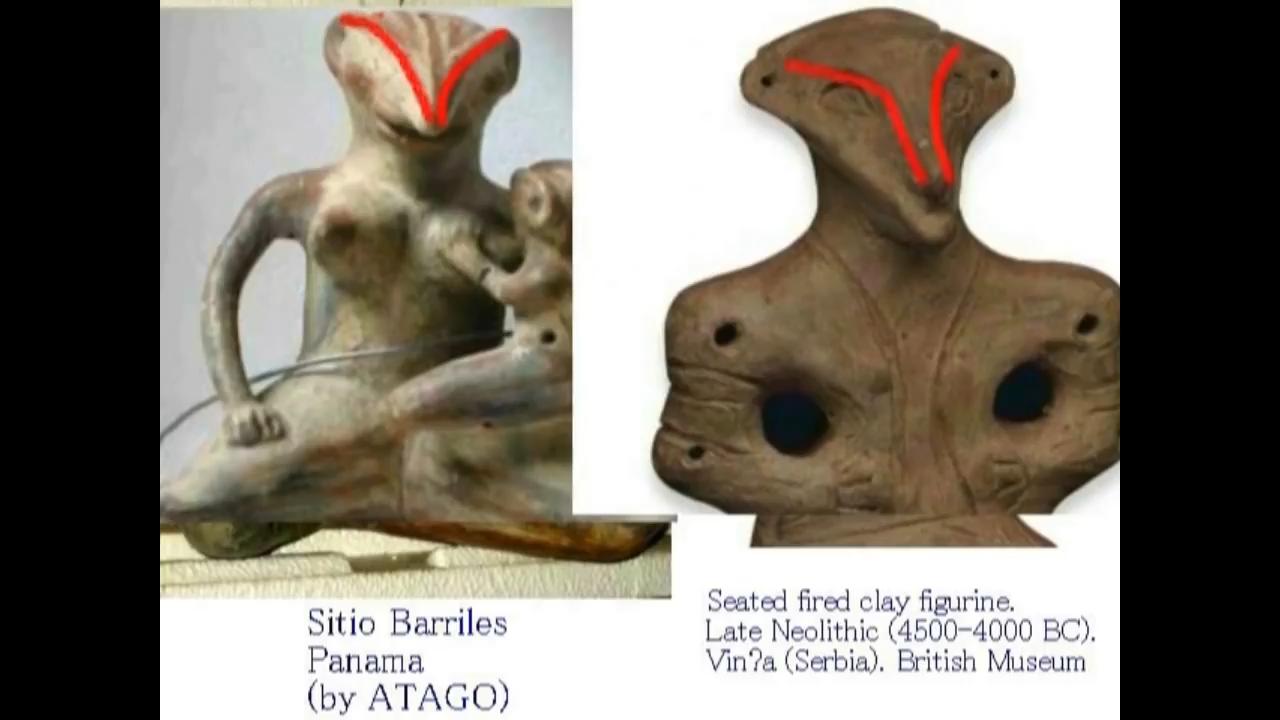 Sitio Barriles
Panama
(by ATAGO)
Seated fired clay figurine.
Late Neolithic (4500-4000 BC).
Vin?a (Serbia). British Museum